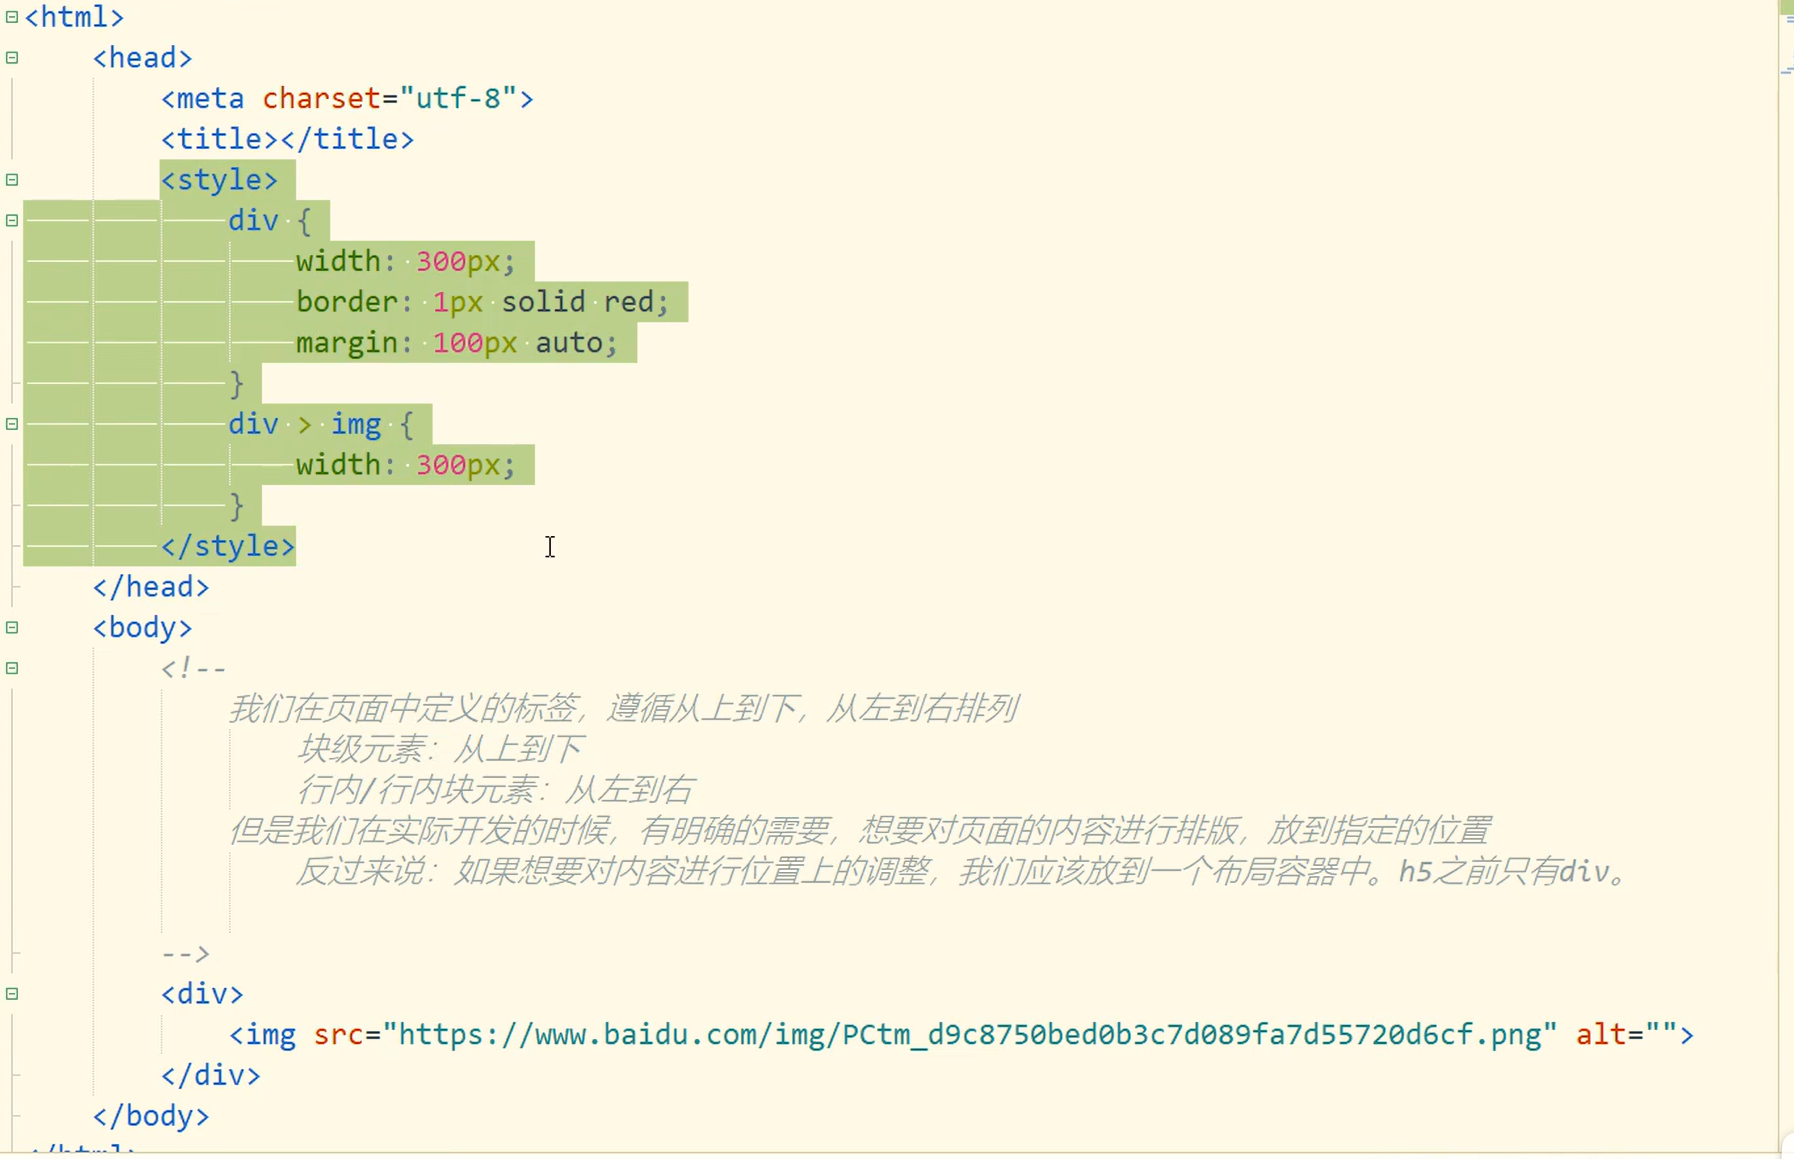 <html>
<head>
<meta charset="utf-8">
<title></title>
<style>
div {
width: 300px;
border: 1px solid red;
margin: 100px auto;
}
div > img {
width: 300px;
}
</style>
</head>
<body>
<!--
我们在页面中定义的标签，遵循从上到下，从左到右排列
块级元素：从上到下
行内/行内块元素：从左到右
但是我们在实际开发的时候，有明确的需要，想要对页面的内容进行排版，放到指定的位置
反过来说：如果想要对内容进行位置上的调整，我们应该放到一个布局容器中。h5之前只有div。
-->
<div>
<img src="https://www.baidu.com/img/PCtm_d9c8750bed0b3c7d089fa7d55720d6cf.png" alt="">
</div>
</body>
</html>